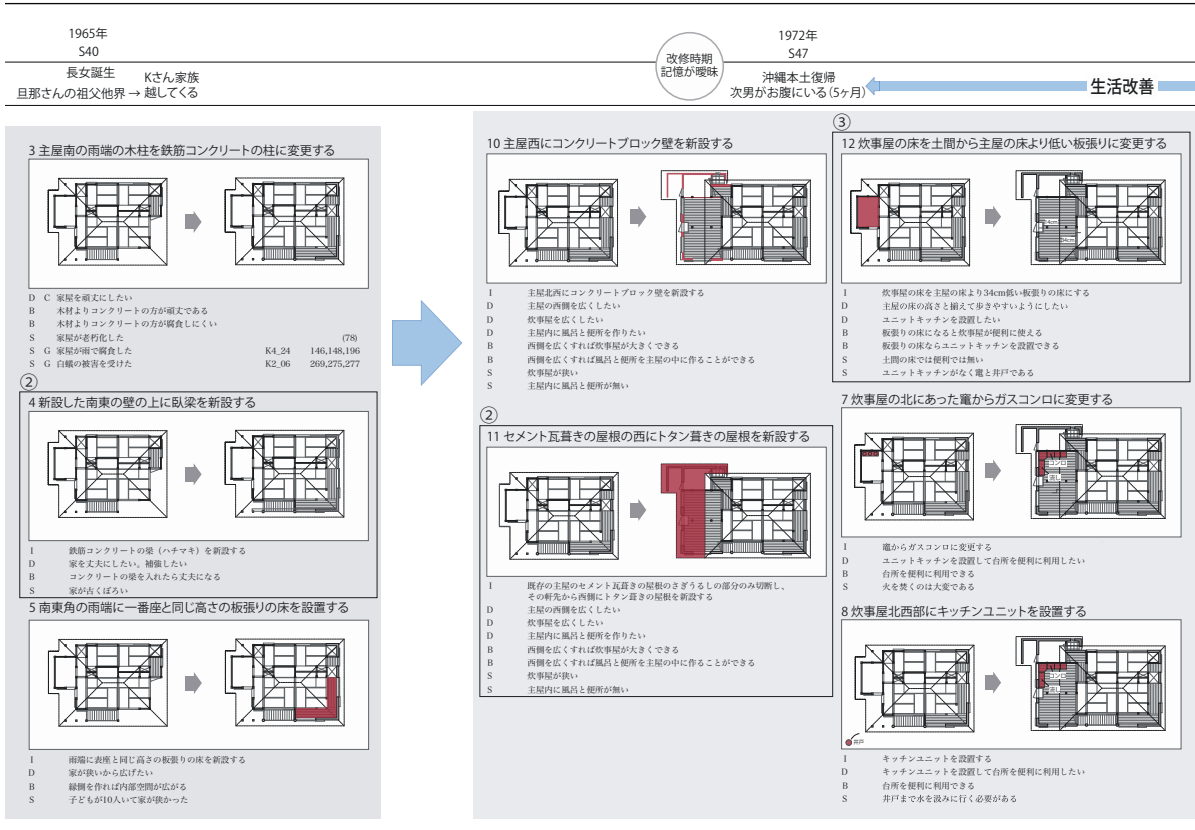 1965年
S40
長女誕生
旦那さんの祖父他界 → Kさん家族
越してくる
改修時期
記憶が曖昧
1972年
S47
沖縄本土復帰
次男がお腹にいる(5ヶ月)
生活改善
3 主屋南の雨端の木柱を鉄筋コンクリートの柱に変更する
D C 家屋を頑丈にしたい
B 木材よりコンクリートの方が頑丈である
B 木材よりコンクリートの方が腐食しにくい
S 家屋が老朽化した (78)
S G 家屋が雨で腐食した K4_24 146,148,196
S G 白蟻の被害を受けた K2_06 269,275,277
②
4 新設した南東の壁の上に臥梁を新設する
I 鉄筋コンクリートの梁(ハチマキ)を新設する
D 家を丈夫にしたい。補強したい
B コンクリートの梁を入れたら丈夫になる
S 家が古くぼろい
5 南東角の雨端に一番座と同じ高さの板張りの床を設置する
I 雨端に表座と同じ高さの板張りの床を新設する
D 家が狭いから広げたい
B 縁側を作れば内部空間が広がる
S 子どもが10人いて家が狭かった
10 主屋西にコンクリートブロック壁を新設する
I 主屋北西にコンクリートブロック壁を新設する
D 主屋の西側を広くしたい
D 炊事屋を広くしたい
D 主屋内に風呂と便所を作りたい
B 西側を広くすれば炊事屋が大きくできる
B 西側を広くすれば風呂と便所を主屋の中に作ることができる
S 炊事屋が狭い
S 主屋内に風呂と便所が無い
②
11 セメント瓦葺きの屋根の西にトタン葺きの屋根を新設する
I 既存の主屋のセメント瓦葺きの屋根のさぎうるしの部分のみ切断し、
その軒先から西側にトタン葺きの屋根を新設する
D 主屋の西側を広くしたい
D 炊事屋を広くしたい
D 主屋内に風呂と便所を作りたい
B 西側を広くすれば炊事屋が大きくできる
B 西側を広くすれば風呂と便所を主屋の中に作ることができる
S 炊事屋が狭い
S 主屋内に風呂と便所が無い
③
12 炊事屋の床を土間から主屋の床より低い板張りに変更する
34cm
I 炊事屋の床を主屋の床より34cm低い板張りの床にする
D 主屋の床の高さと揃えて歩きやすいようにしたい
D ユニットキッチンを設置したい
B 板張りの床になると炊事屋が便利に使える
B 板張りの床ならユニットキッチンを設置できる
S 土間の床では便利では無い
S ユニットキッチンがなく竃と井戸である
7 炊事屋の北にあった竃からガスコンロに変更する
コンロ
流し
I 竃からガスコンロに変更する
D ユニットキッチンを設置して台所を便利に利用したい
B 台所を便利に利用できる
S 火を焚くのは大変である
8 炊事屋北西部にキッチンユニットを設置する
コンロ
流し
井戸
I キッチンユニットを設置する
D キッチンユニットを設置して台所を便利に利用したい
B 台所を便利に利用できる
S 井戸まで水を汲みに行く必要がある